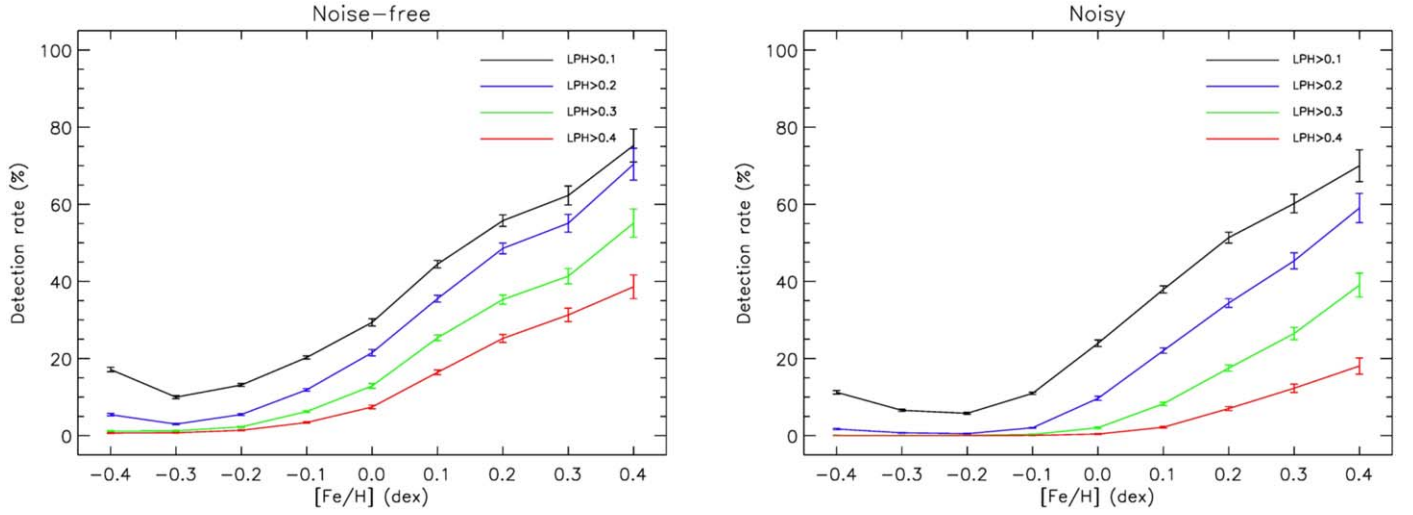 Noise-free
100
80
60
40
20
0
Detection rate (%)
LPH>0.1
LPH>0.2
LPH>0.3
LPH>0.4
-0.4 -0.3 -0.2 -0.1 0.0 0.1 0.2 0.3 0.4
[Fe/H] (dex)
Noisy
100
80
60
40
20
0
Detection rate (%)
LPH>0.1
LPH>0.2
LPH>0.3
LPH>0.4
-0.4 -0.3 -0.2 -0.1 0.0 0.1 0.2 0.3 0.4
[Fe/H] (dex)